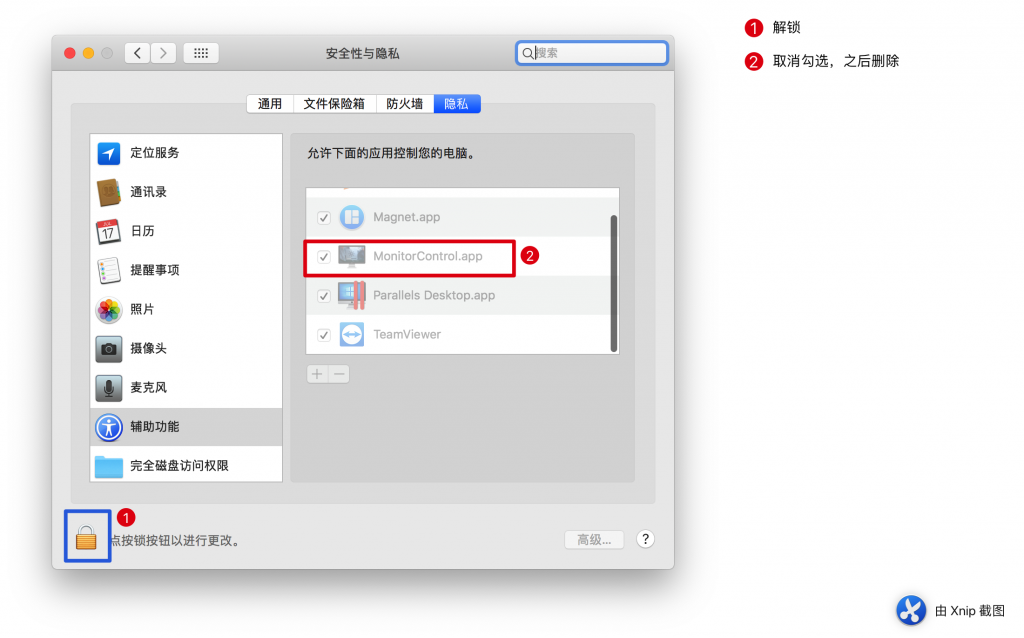 1 解锁
2 取消勾选，之后删除
安全性与隐私
搜索
通用 文件保险箱 防火墙 隐私
定位服务
通讯录
JUL
17
日历
提醒事项
照片
摄像头
麦克风
辅助功能
完全磁盘访问权限
允许下面的应用控制您的电脑。
Magnet.app
MonitorControl.app
2
Parallels Desktop.app
TeamViewer
1
点按锁按钮以进行更改。
高级...
?
由 Xnip 截图